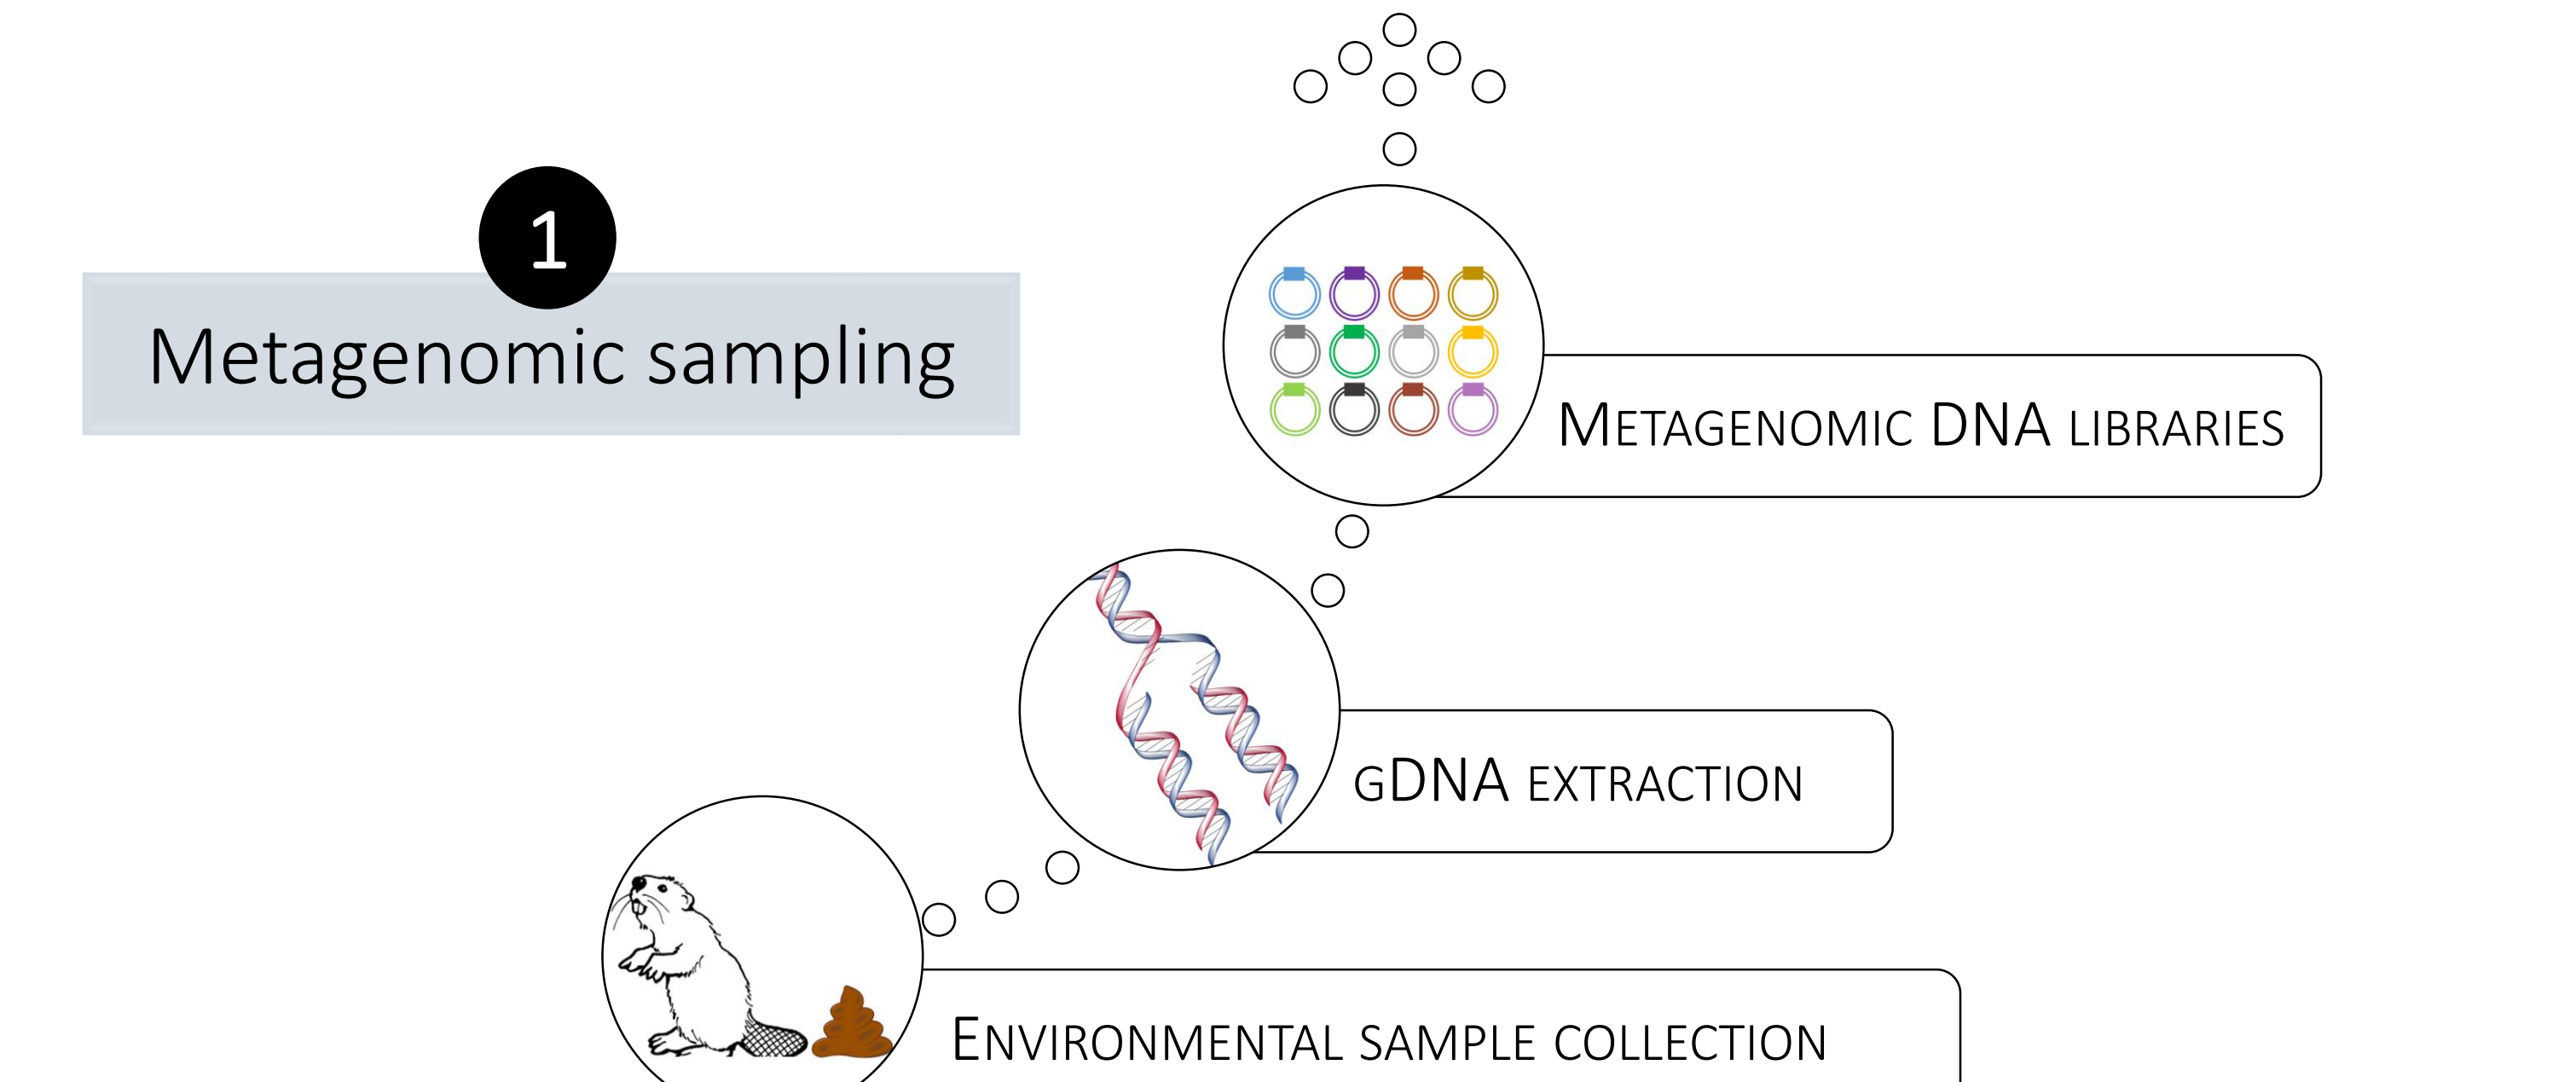 1
Metagenomic sampling
METAGENOMIC DNA LIBRARIES
GDNA EXTRACTION
ENVIRONMENTAL SAMPLE COLLECTION